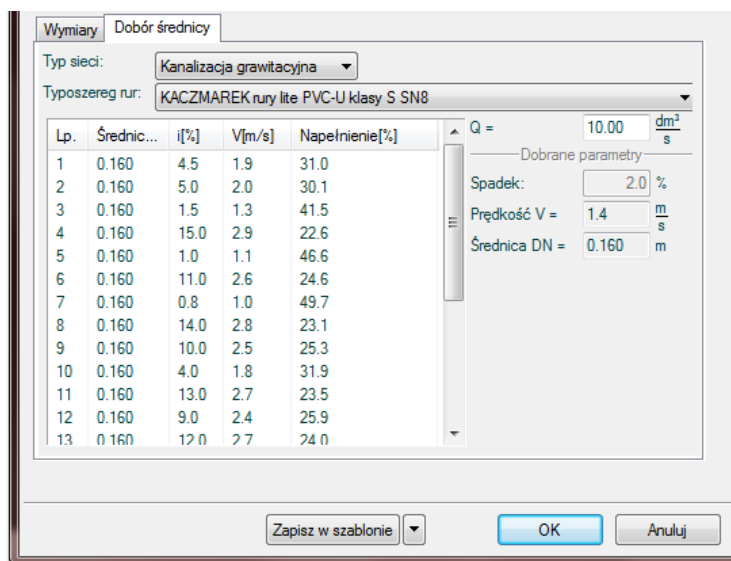 Wymiary Dobór średnicy
Typ sieci: Kanalizacja grawitacyjna
Typoszereg rur: KACZMAREK rury lite PVC-U klasy S SN8
Lp. Średnic... i[%] V[m/s] Napełnienie[%]
1 0.160 4.5 1.9 31.0
2 0.160 5.0 2.0 30.1
3 0.160 1.5 1.3 41.5
4 0.160 15.0 2.9 22.6
5 0.160 1.0 1.1 46.6
6 0.160 11.0 2.6 24.6
7 0.160 0.8 1.0 49.7
8 0.160 14.0 2.8 23.1
9 0.160 10.0 2.5 25.3
10 0.160 4.0 1.8 31.9
11 0.160 13.0 2.7 23.5
12 0.160 9.0 2.4 25.9
13 0.160 12.0 2.7 24.0
Q = 10.00 dm³/s
Dobrane parametry
Spadek: 2.0 %
Prędkość V = 1.4 m/s
Średnica DN = 0.160 m
Zapisz w szablonie OK Anuluj